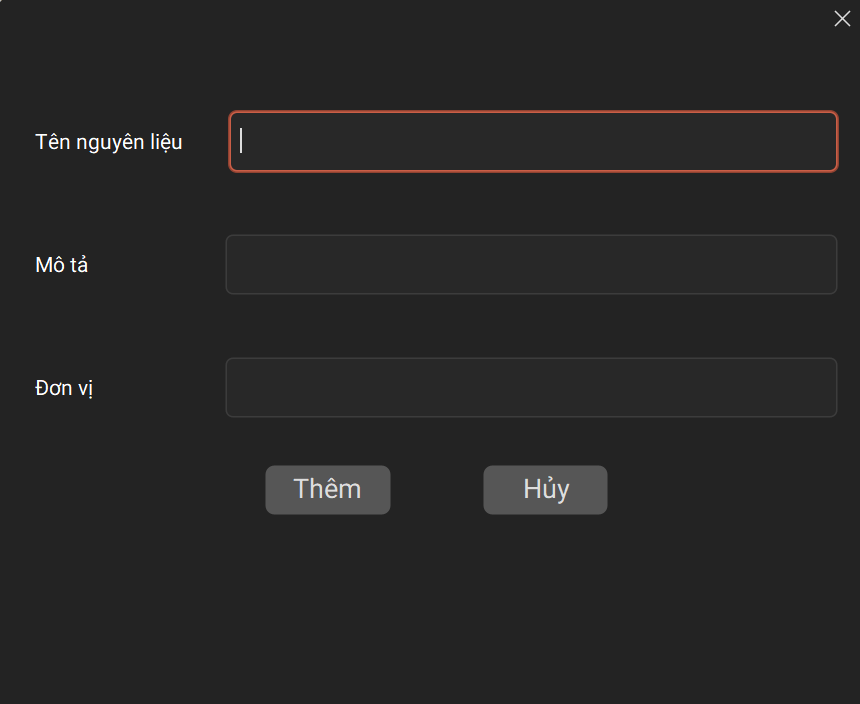 Tên nguyên liệu
Mô tả
Đơn vị
Thêm
Hủy